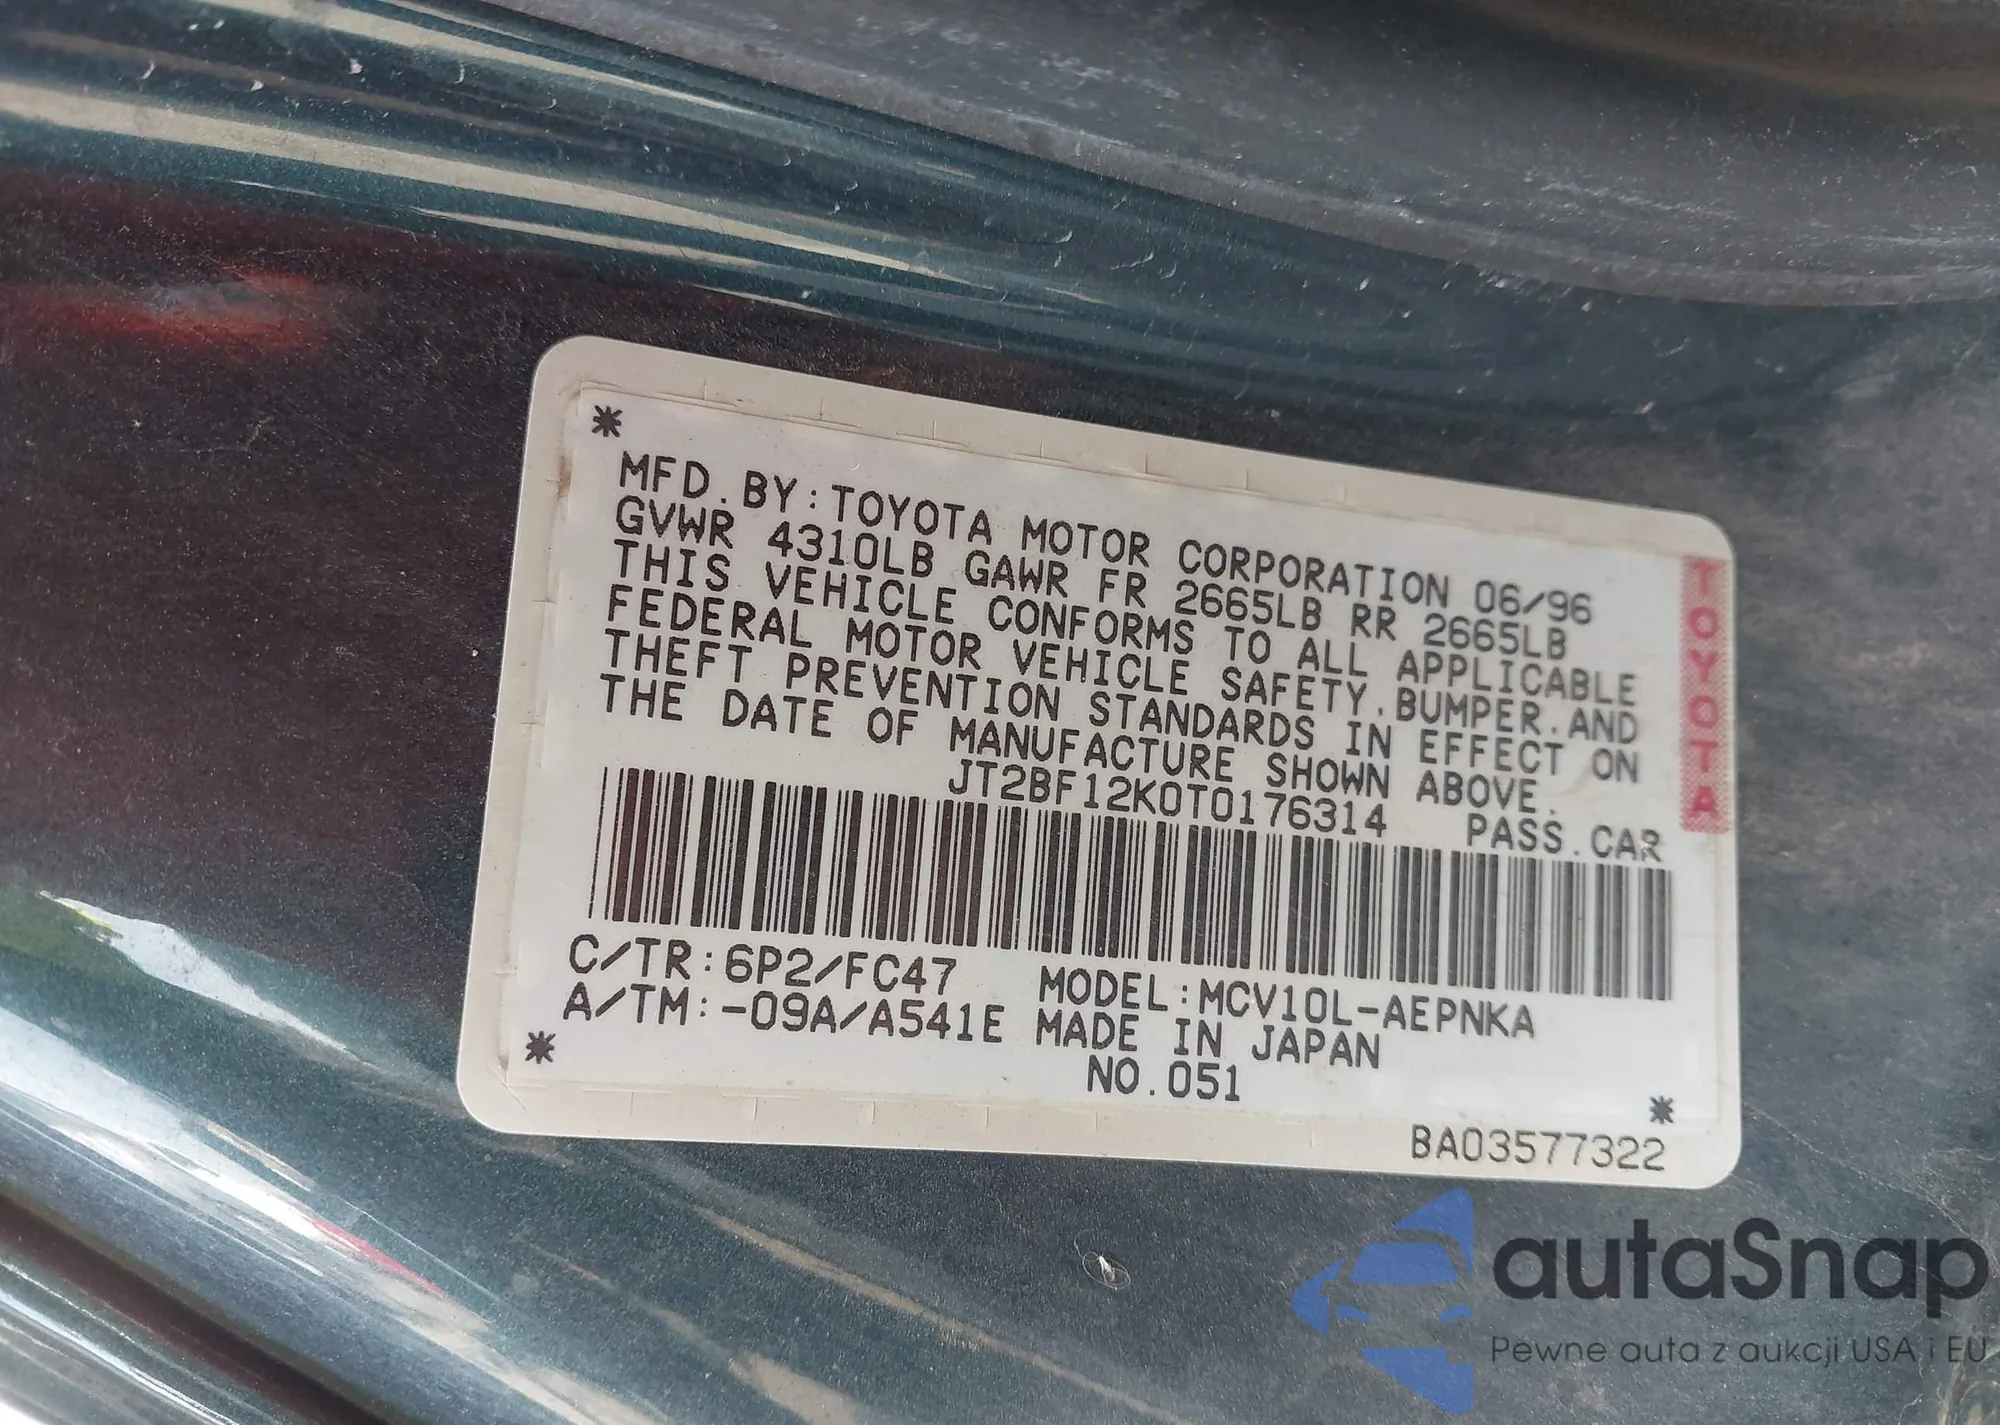 MFD.BY:TOYOTA MOTOR CORPORATION 06/96
GVWR 4310LB GAWR FR 2665LB RR 2665LB
THIS VEHICLE CONFORMS TO ALL APPLICABLE
FEDERAL MOTOR VEHICLE SAFETY,BUMPER,AND
THEFT PREVENTION STANDARDS IN EFFECT ON
THE DATE OF MANUFACTURE SHOWN ABOVE.
JT2BF12K0T0176314 PASS.CAR
C/TR:6P2/FC47 MODEL:MCV10L-AEPNKA
A/TM:-09A/A541E MADE IN JAPAN
NO.051
BA03577322
TOYOTA
autaSnap
Pewne auta z aukcji USA i EU